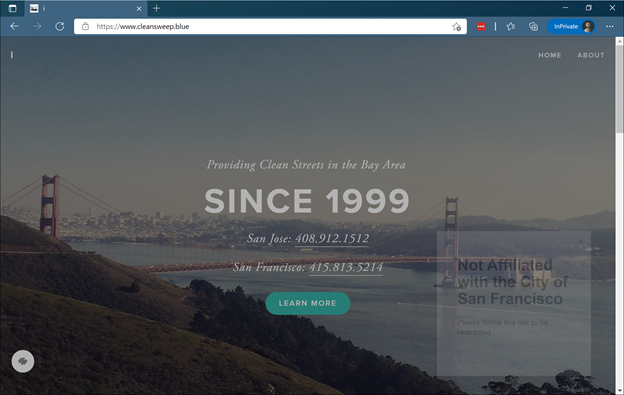 i
https://www.cleansweep.blue
InPrivate
I
HOME ABOUT
Providing Clean Streets in the Bay Area
SINCE 1999
San Jose: 408.912.1512
San Francisco: 415.813.5214
LEARN MORE
Not Affiliated
with the City of
San Francisco
Please follow this link to be
redirected